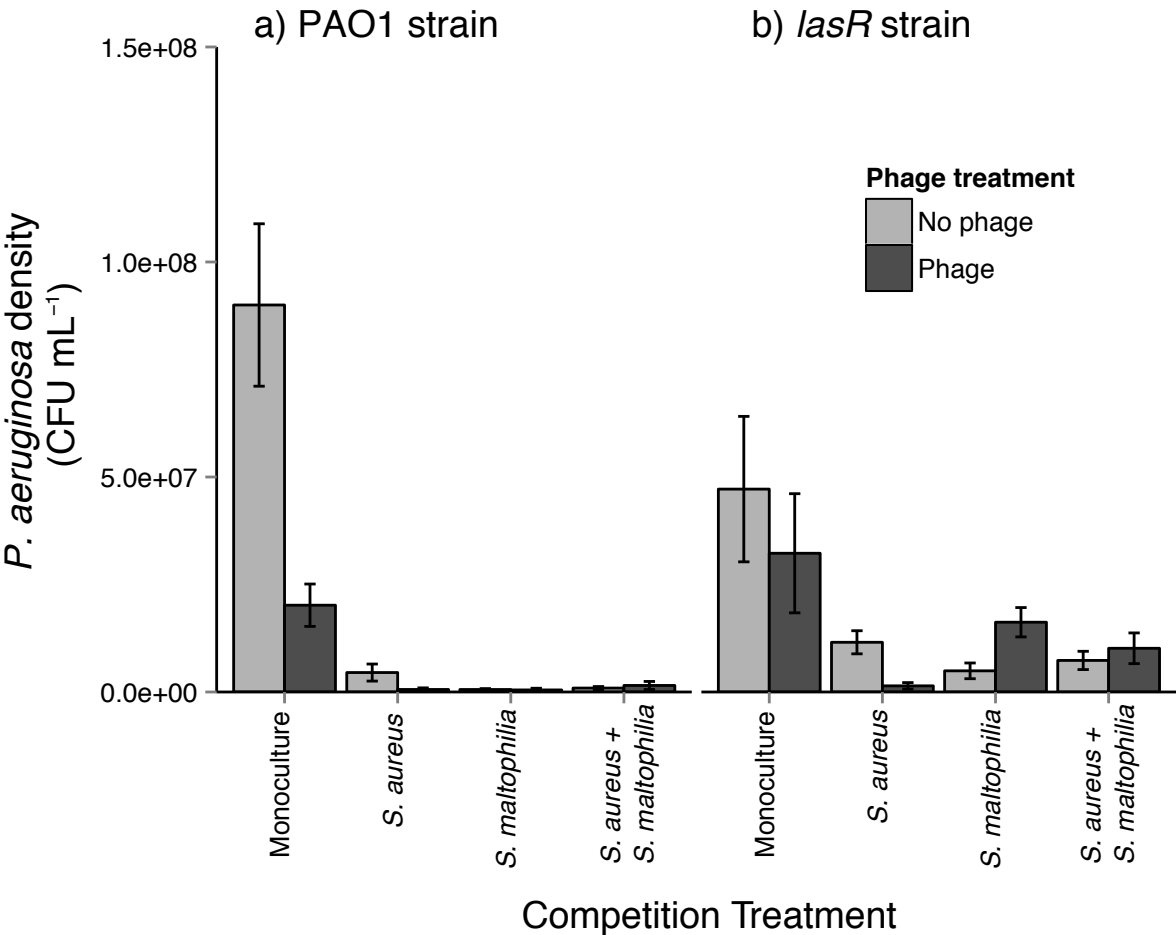 a) PAO1 strain
b) lasR strain
1.5e+08
1.0e+08
5.0e+07
0.0e+00
P. aeruginosa density
(CFU mL⁻¹)
Phage treatment
No phage
Phage
Monoculture
S. aureus
S. maltophilia
S. aureus +
S. maltophilia
Monoculture
S. aureus
S. maltophilia
S. aureus +
S. maltophilia
Competition Treatment